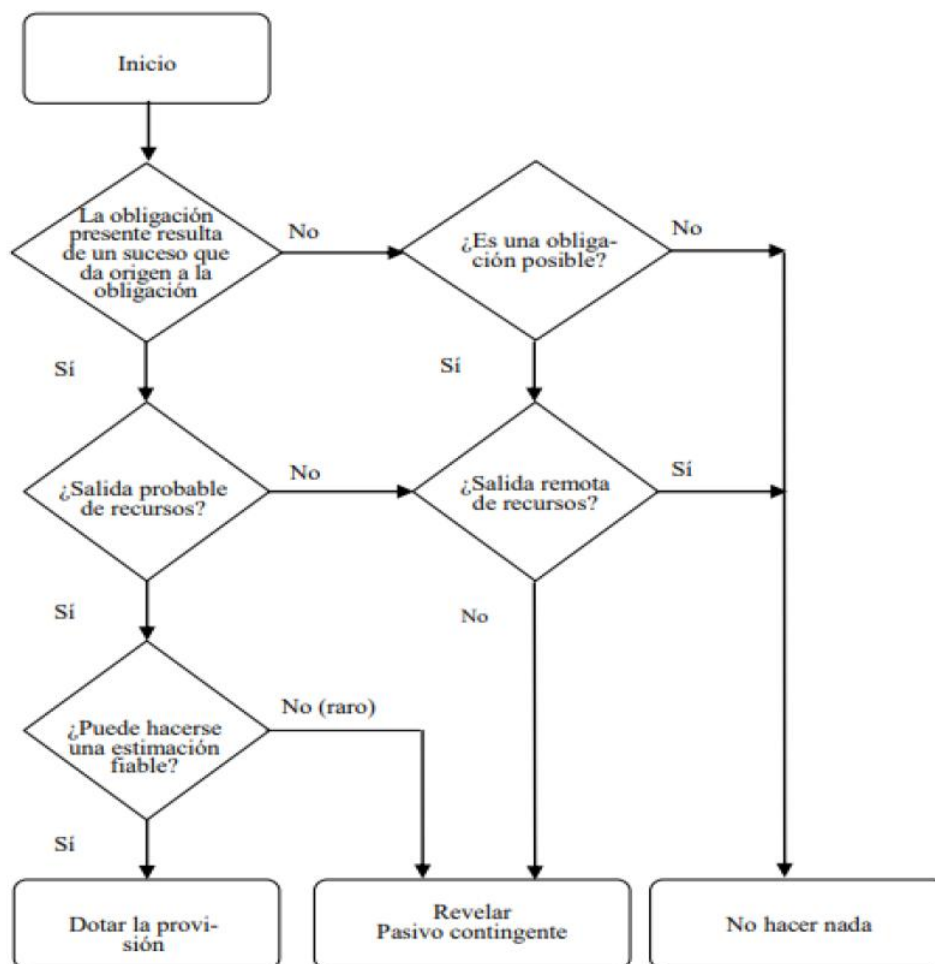 Inicio
La obligación
presente resulta
de un suceso que
da origen a la
obligación
No
¿Es una obliga-
ción posible?
No
Sí
Sí
¿Salida probable
de recursos?
No
¿Salida remota
de recursos?
Sí
Sí
No
¿Puede hacerse
una estimación
fiable?
No (raro)
Sí
Dotar la provi-
sión
Revelar
Pasivo contingente
No hacer nada